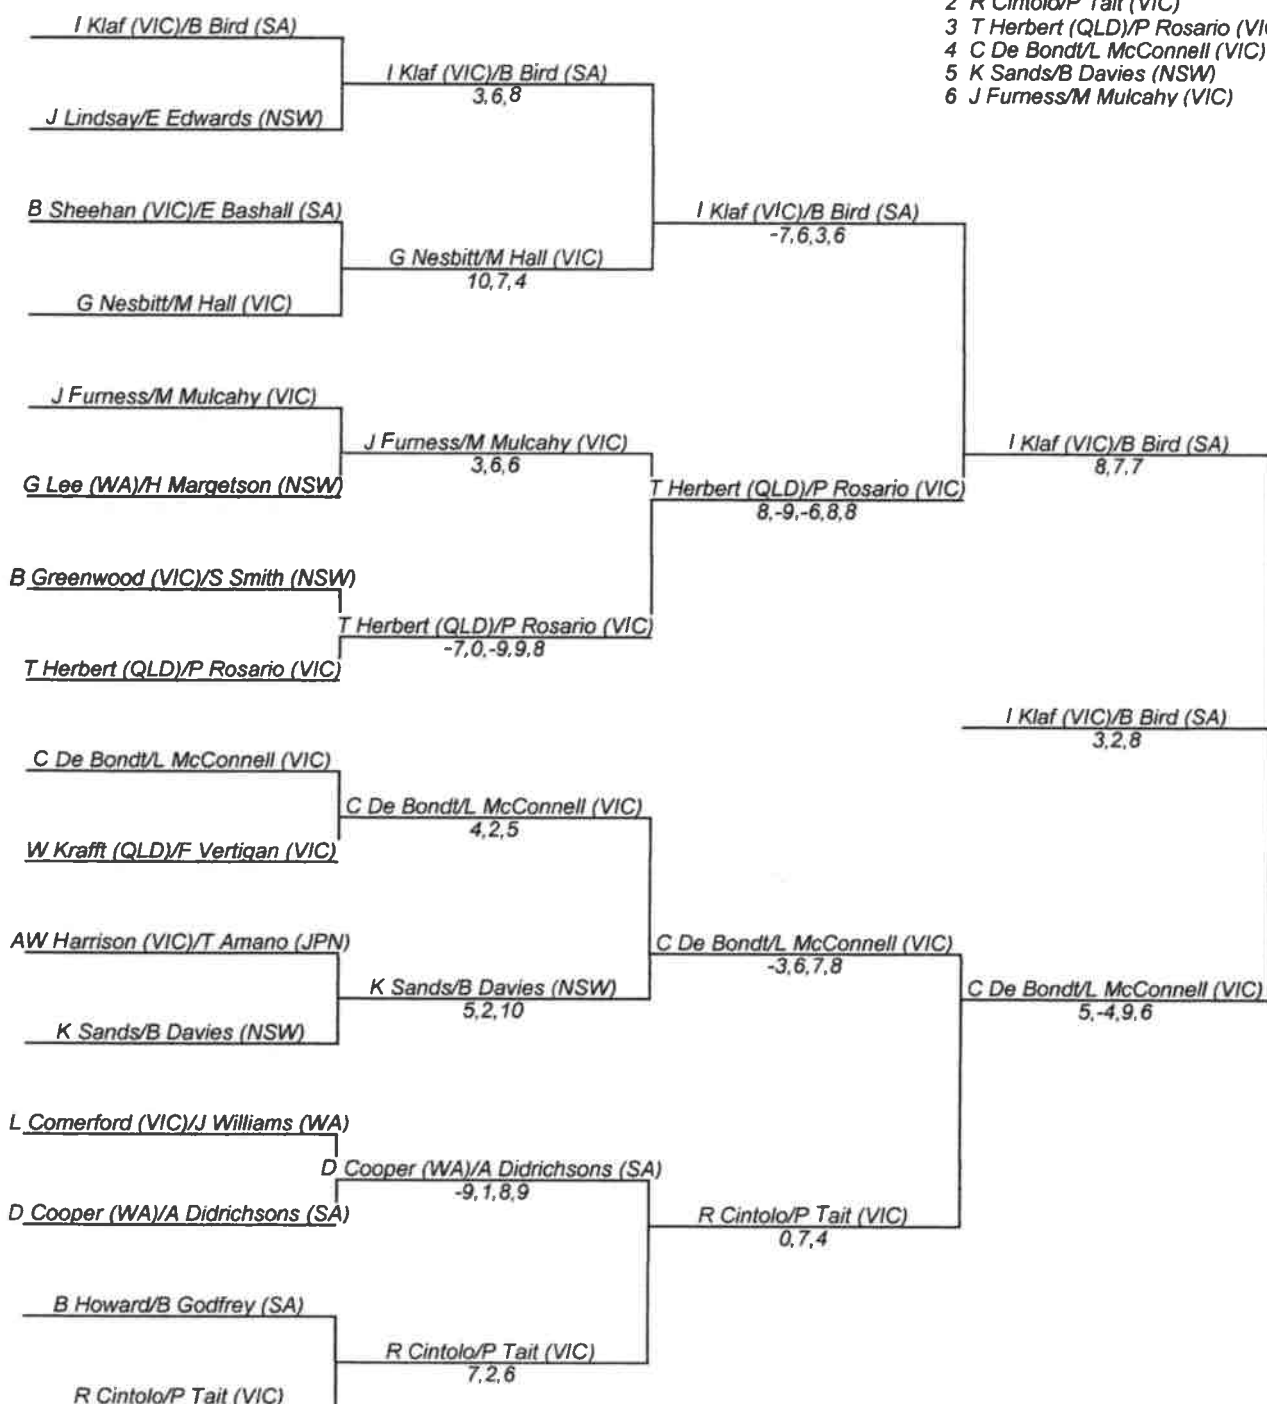 2 R Cintolo/P Tait (VIC)
3 T Herbert (QLD)/P Rosario (VIC
4 C De Bondt/L McConnell (VIC)
5 K Sands/B Davies (NSW)
6 J Furness/M Mulcahy (VIC)
I Klaf (VIC)/B Bird (SA)
I Klaf (VIC)/B Bird (SA)
3,6,8
J Lindsay/E Edwards (NSW)
B Sheehan (VIC)/E Bashall (SA)
I Klaf (VIC)/B Bird (SA)
-7,6,3,6
G Nesbitt/M Hall (VIC)
10,7,4
G Nesbitt/M Hall (VIC)
J Furness/M Mulcahy (VIC)
J Furness/M Mulcahy (VIC)
3,6,6
I Klaf (VIC)/B Bird (SA)
8,7,7
G Lee (WA)/H Margetson (NSW)
T Herbert (QLD)/P Rosario (VIC)
8,-9,-6,8,8
B Greenwood (VIC)/S Smith (NSW)
T Herbert (QLD)/P Rosario (VIC)
-7,0,-9,9,8
T Herbert (QLD)/P Rosario (VIC)
I Klaf (VIC)/B Bird (SA)
3,2,8
C De Bondt/L McConnell (VIC)
C De Bondt/L McConnell (VIC)
4,2,5
W Krafft (QLD)/F Vertigan (VIC)
AW Harrison (VIC)/T Amano (JPN)
C De Bondt/L McConnell (VIC)
-3,6,7,8
K Sands/B Davies (NSW)
5,2,10
C De Bondt/L McConnell (VIC)
5,-4,9,6
K Sands/B Davies (NSW)
L Comerford (VIC)/J Williams (WA)
D Cooper (WA)/A Didrichsons (SA)
-9,1,8,9
D Cooper (WA)/A Didrichsons (SA)
R Cintolo/P Tait (VIC)
0,7,4
B Howard/B Godfrey (SA)
R Cintolo/P Tait (VIC)
7,2,6
R Cintolo/P Tait (VIC)